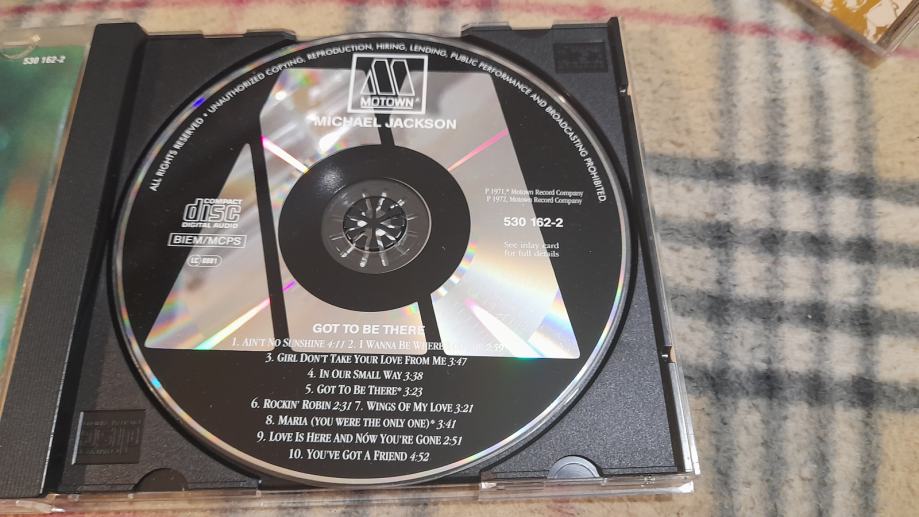 530 162-2
ALL RIGHTS RESERVED • UNAUTHORIZED COPYING, REPRODUCTION, HIRING, LENDING, PUBLIC PERFORMANCE AND BROADCASTING PROHIBITED.
MOTOWN®
MICHAEL JACKSON
COMPACT
disc
DIGITAL AUDIO
BIEM/MCPS
LC
P 1971,* Motown Record Company
P 1972, Motown Record Company
530 162-2
See inlay card
for full details
GOT TO BE THERE
1. AIN'T NO SUNSHINE 4:11 2. I WANNA BE WHERE 2:59
3. GIRL DON'T TAKE YOUR LOVE FROM ME 3:47
4. IN OUR SMALL WAY 3:38
5. GOT TO BE THERE* 3:23
6. ROCKIN' ROBIN 2:31 7. WINGS OF MY LOVE 3:21
8. MARIA (YOU WERE THE ONLY ONE)* 3:41
9. LOVE IS HERE AND NOW YOU'RE GONE 2:51
10. YOU'VE GOT A FRIEND 4:52